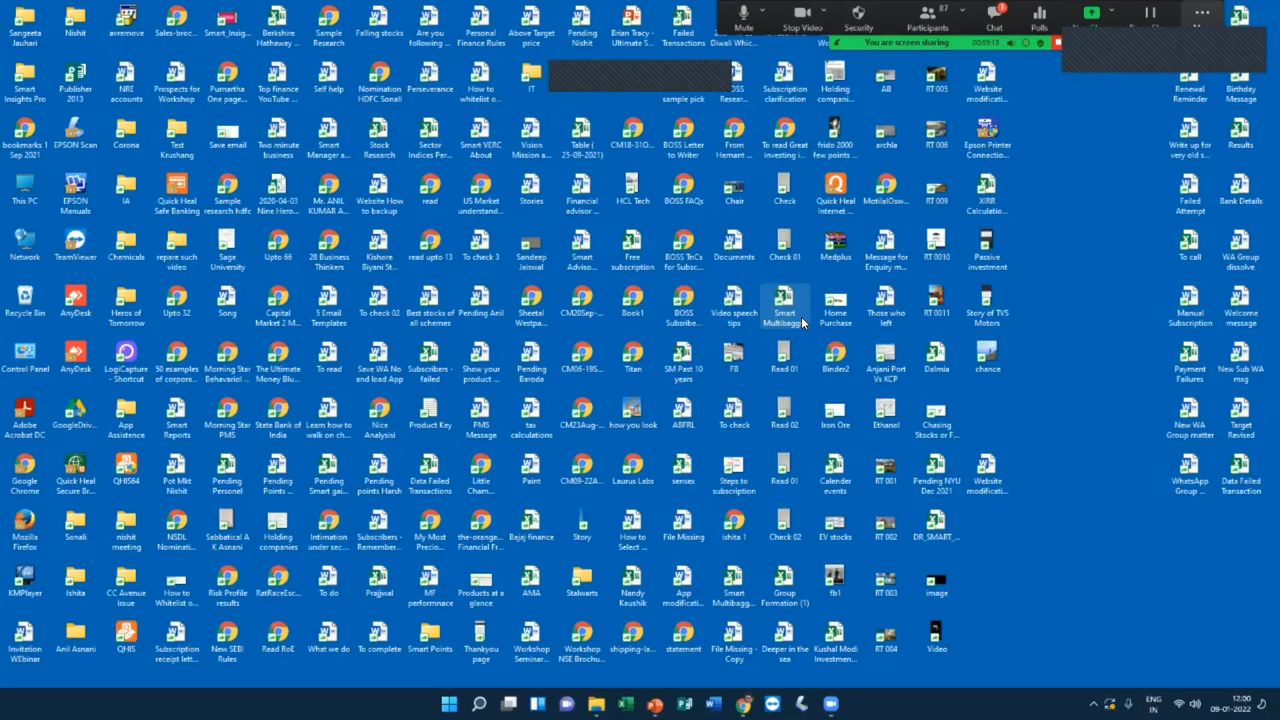 Mute
Stop Video
Security
Participants
87
Chat
1
Polls
You are screen sharing
00:59:13
Sangeeta
Jauhari
Nishit
avremove
Sales-broc...
Smart_Insig...
Berkshire
Hathaway ...
Sample
Research
Falling stocks
Are you
following ...
Personal
Finance Rules
Above Target
price
Pending
Nishit
Brian Tracy -
Ultimate S...
Failed
Transactions
Diwali Whic...
Smart
Insights Pro
Publisher
2013
NRE
accounts
Prospects for
Workshop
Purnartha
One page...
Top finance
YouTube ...
Self help
Nomination
HDFC Sonali
Perseverance
How to
whitelist o...
IT
sample pick
BOSS
Resear...
Subscription
clarification
Holding
compani...
AB
RT 005
Website
modificati...
Renewal
Reminder
Birthday
Message
bookmarks 1
Sep 2021
EPSON Scan
Corona
Test
Krushang
Save email
Two minute
business
Smart
Manager a...
Stock
Research
Sector
Indices Per...
Smart VERC
About
Vision
Mission a...
Table (
25-09-2021)
CM18-31O...
BOSS Letter
to Writer
From
Hemant ...
To read Great
investing i...
frido 2000
few points ...
archla
RT 006
Epson Printer
Connectio...
Write up for
very old s...
Results
This PC
EPSON
Manuals
IA
Quick Heal
Safe Banking
Sample
research hdfc
2020-04-03
Nine Hero...
Mr. ANIL
KUMAR A...
Website How
to backup
read
US Market
understand...
Stories
Financial
advisor ...
HCL Tech
BOSS FAQs
Chair
Check
Quick Heal
Internet ...
MotilalOsw...
RT 009
XIRR
Calculatio...
Failed
Attempt
Bank Details
Network
TeamViewer
Chemicals
repare such
video
Sage
University
Upto 66
28 Business
Thinkers
Kishore
Biyani St...
read upto 13
To check 3
Sandeep
Jaiswal
Smart
Adviso...
Free
subscription
BOSS TnCs
for Subsc...
Documents
Check 01
Medplus
Message for
Enquiry m...
RT 0010
Passive
investment
To call
WA Group
dissolve
Recycle Bin
AnyDesk
Heros of
Tomorrow
Upto 32
Song
Capital
Market 2 M...
5 Email
Templates
To check 02
Best stocks of
all schemes
Pending Anil
Sheetal
Westpa...
CM20Sep-...
Book1
BOSS
Subsribe...
Video speech
tips
Smart
Multibagg...
Home
Purchase
Those who
left
RT 0011
Story of TVS
Motors
Manual
Subscription
Welcome
message
Control Panel
AnyDesk
LogiCapture
- Shortcut
50 examples
of corpora...
Morning Star
Behaviorial ...
The Ultimate
Money Blu...
To read
Save WA No
and load App
Subscribers -
failed
Show your
product ...
Pending
Baroda
CM06-19S...
Titan
SM Past 10
years
FB
Read 01
Binder2
Anjani Port
Vs KCP
Dalmia
chance
Payment
Failures
New Sub WA
msg
Adobe
Acrobat DC
GoogleDriv...
App
Assistence
Smart
Reports
Morning Star
PMS
State Bank of
India
Learn how to
walk on ch...
Nice
Analysisi
Product Key
PMS
Message
tax
calculations
CM23Aug-...
how you look
ABFRL
To check
Read 02
Iron Ore
Ethanol
Chasing
Stocks or F...
New WA
Group matter
Target
Revised
Google
Chrome
Quick Heal
Secure Br...
QHIS64
Pot Mkt
Nishit
Pending
Personel
Pending
Points ...
Pending
Smart gai...
Pending
points Harsh
Data Failed
Transactions
Little
Cham...
Paint
CM09-22A...
Laurus Labs
sensex
Steps to
subscription
Read 01
Calender
events
RT 001
Pending NYU
Dec 2021
Website
modificati...
WhatsApp
Group ...
Data Failed
Transaction
Mozilla
Firefox
Sonali
nishit
meeting
NSDL
Nominati...
Sabbatical A
K Asnani
Holding
companies
Intimation
under sec...
Subscribers -
Remember...
My Most
Precio...
the-orange...
Financial Fr...
Bajaj finance
Story
How to
Select ...
File Missing
ishita 1
Check 02
EV stocks
RT 002
DR_SMART_...
KMPlayer
Ishita
CC Avenue
issue
How to
Whitelist o...
Risk Profile
results
RatRaceEsc...
To do
Prajjwal
MF
performnace
Products at a
glance
AMA
Stalwarts
Nandy
Kaushik
App
modificati...
Smart
Multibagg...
Group
Formation (1)
fb1
RT 003
image
Invitation
WEbinar
Anil Asnani
QHIS
Subscription
receipt lett...
New SEBI
Rules
Read RoE
What we do
To complete
Smart Points
Thankyou
page
Workshop
Seminar...
Workshop
NSE Brochu...
shipping-la...
statement
File Missing -
Copy
Deeper in the
sea
Kushal Modi
Investmen...
RT 004
Video
ENG
IN
12:00
09-01-2022